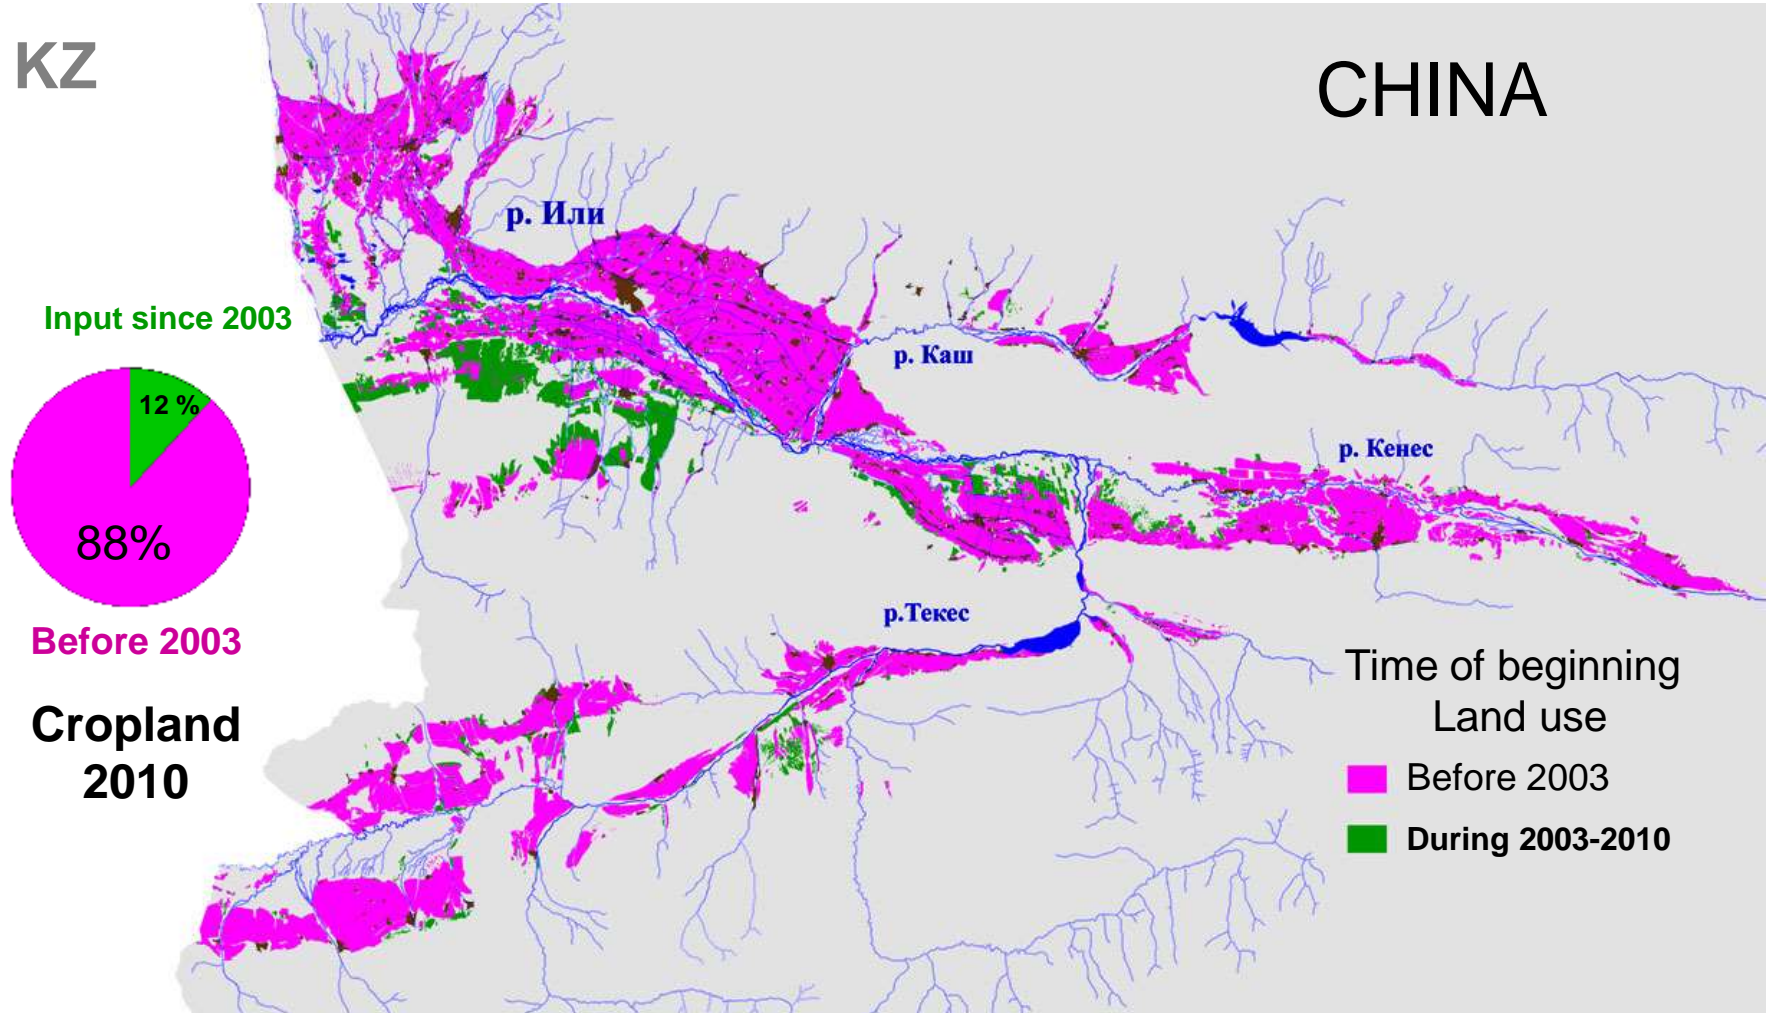 KZ
CHINA
р. Или
Input since 2003
р. Каш
12 %
р. Кенес
88%
р.Текес
Before 2003
Time of beginning
Land use
Cropland
2010
Before 2003
During 2003-2010